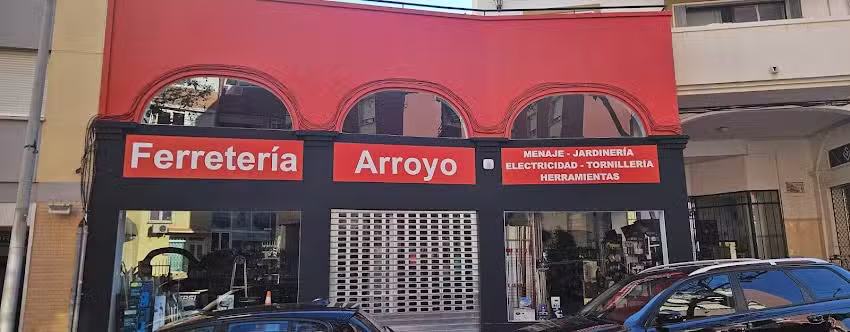 Ferretería
Arroyo
MENAJE - JARDINERÍA
ELECTRICIDAD - TORNILLERÍA
HERRAMIENTAS